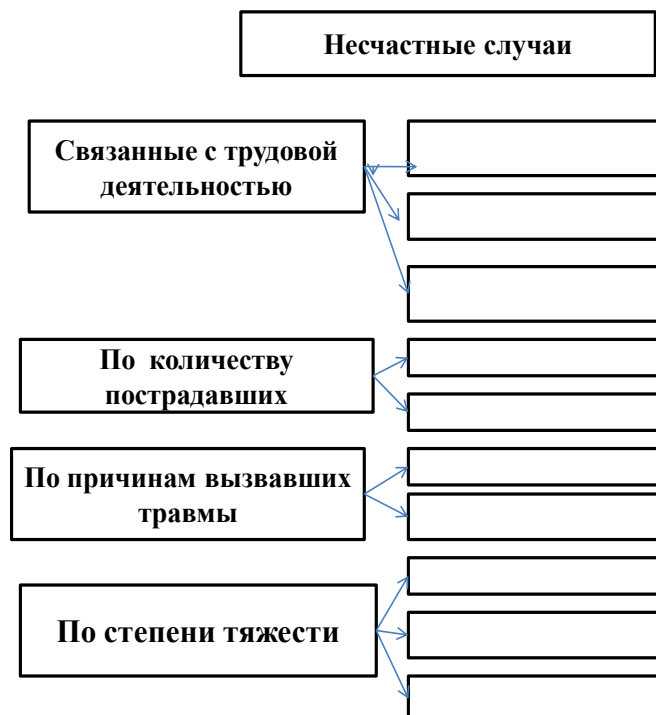 Несчастные случаи
Связанные с трудовой
деятельностью
По количеству
пострадавших
По причинам вызвавших
травмы
По степени тяжести